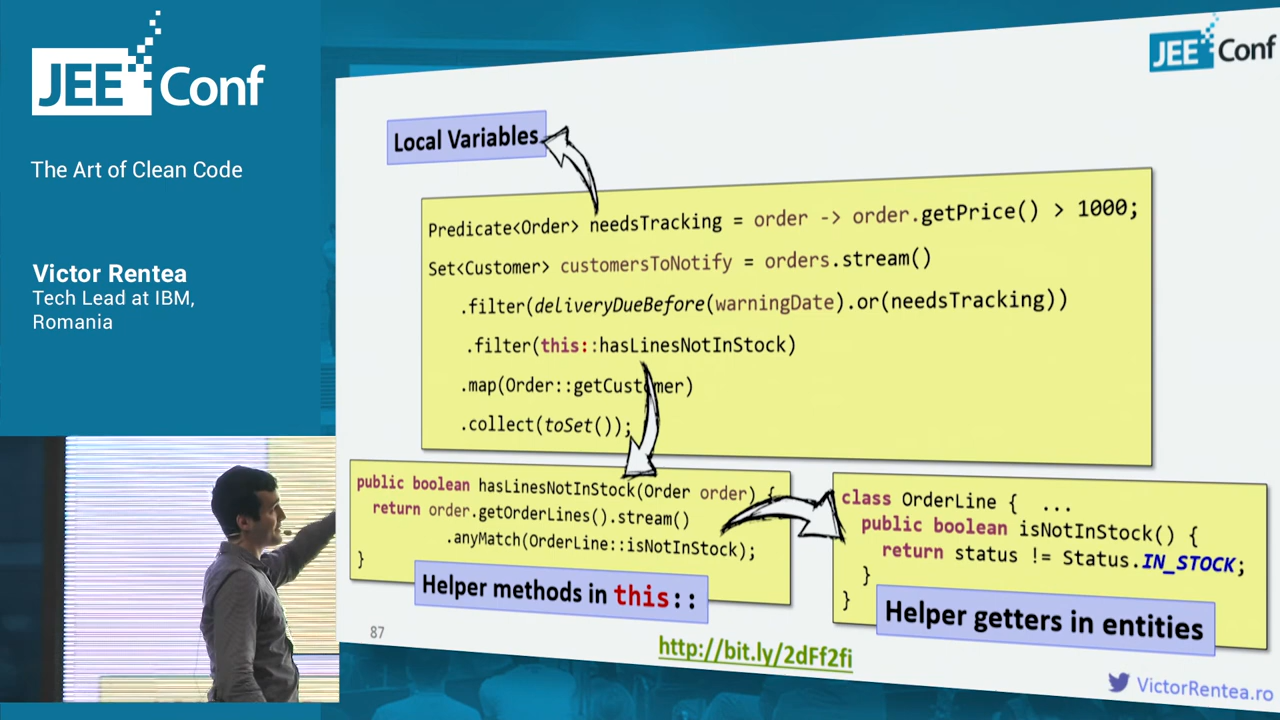 JEE Conf
The Art of Clean Code
Victor Rentea
Tech Lead at IBM,
Romania
JEE Conf
Local Variables
Predicate<Order> needsTracking = order -> order.getPrice() > 1000;
Set<Customer> customersToNotify = orders.stream()
.filter(deliveryDueBefore(warningDate).or(needsTracking))
.filter(this::hasLinesNotInStock)
.map(Order::getCustomer)
.collect(toSet());
public boolean hasLinesNotInStock(Order order) {
return order.getOrderLines().stream()
.anyMatch(OrderLine::isNotInStock);
}
Helper methods in this::
class OrderLine { ...
public boolean isNotInStock() {
return status != Status.IN_STOCK;
}
}
Helper getters in entities
87
http://bit.ly/2dFf2fi
VictorRentea.ro